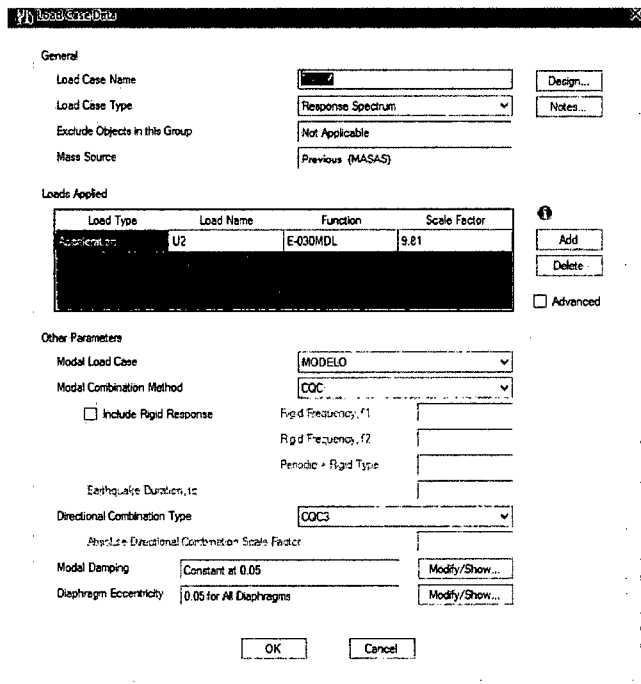 Load Case Data
General
Load Case Name
Design...
Load Case Type Response Spectrum Notes...
Exclude Objects in this Group Not Applicable
Mass Source Previous (MASAS)
Loads Applied
Load Type Load Name Function Scale Factor
Acceleration U2 E-030MDL 9.81
Add
Delete
Advanced
Other Parameters
Modal Load Case MODELO
Modal Combination Method CQC
Include Rigid Response Rigid Frequency, f1
Rigid Frequency, f2
Periodic + Rigid Type
Earthquake Duration, td
Directional Combination Type CQC3
Absolute Directional Combination Scale Factor
Modal Damping Constant at 0.05 Modify/Show...
Diaphragm Eccentricity 0.05 for All Diaphragms Modify/Show...
OK Cancel